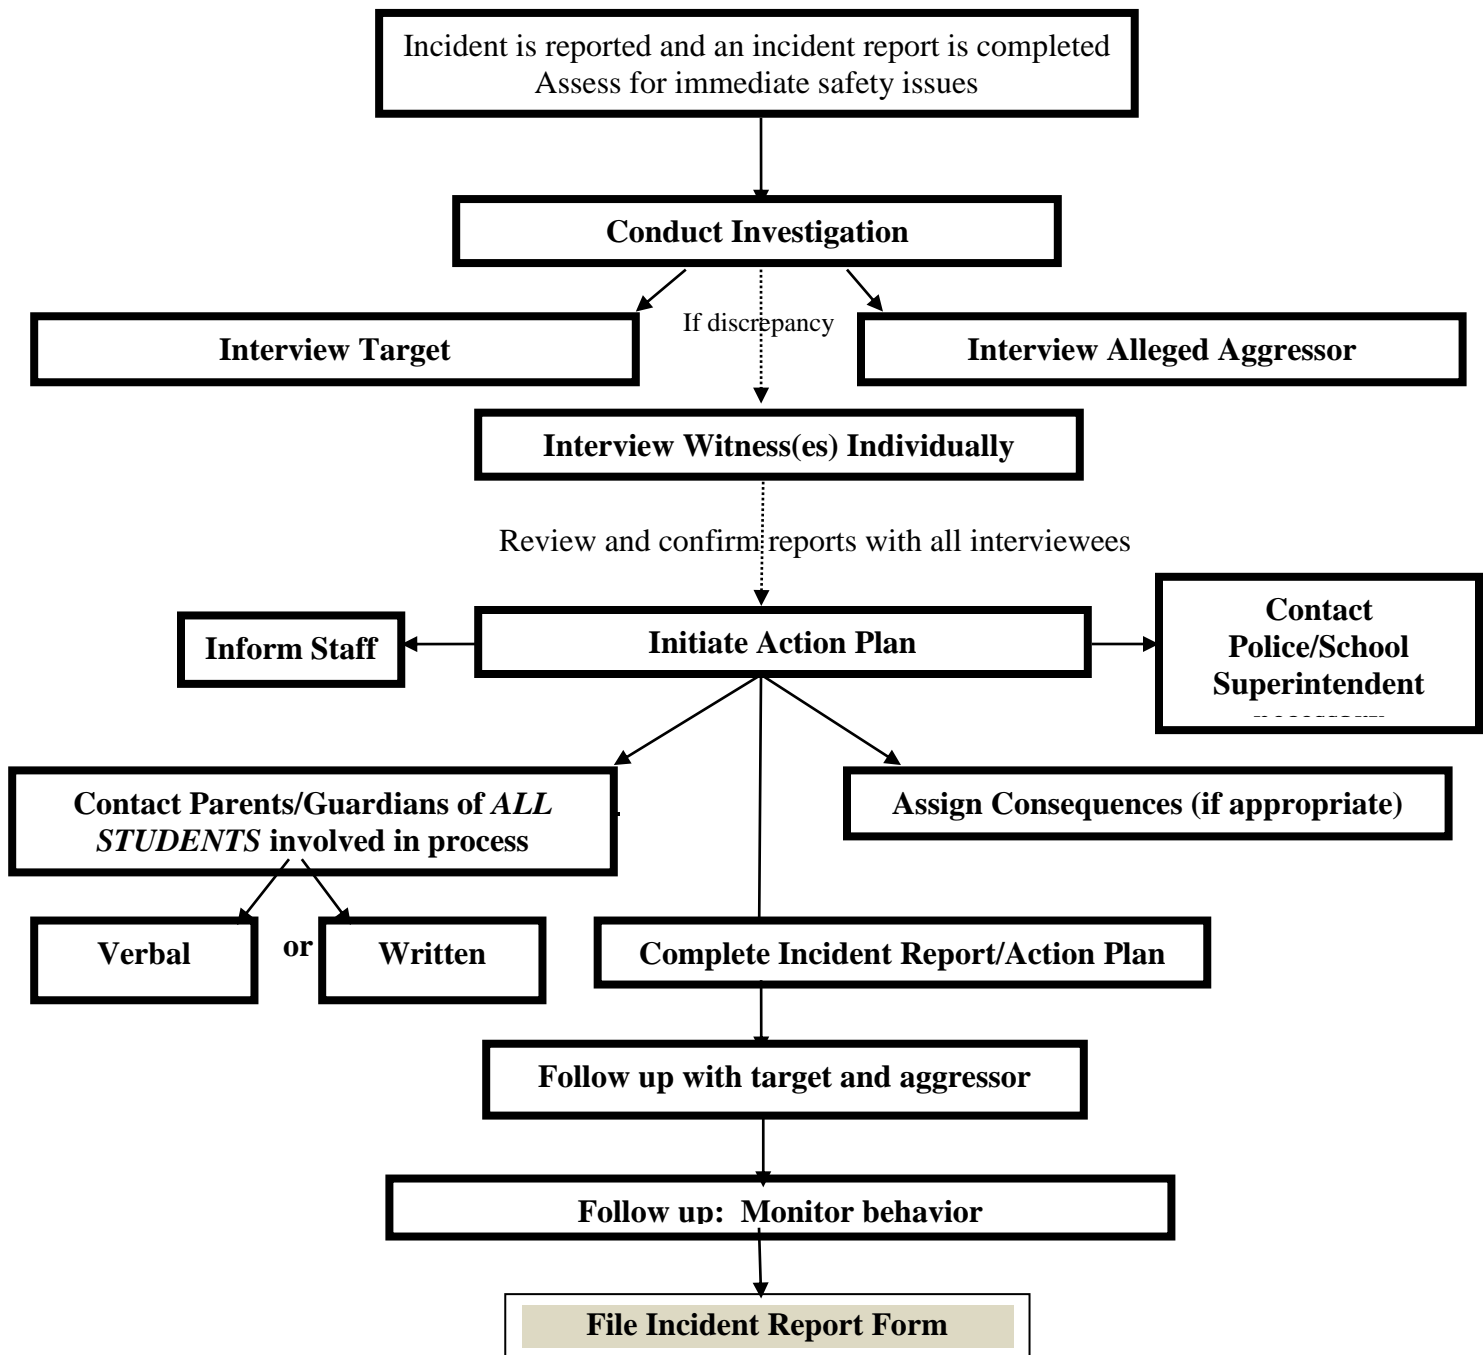 Incident is reported and an incident report is completed
Assess for immediate safety issues
Conduct Investigation
If discrepancy
Interview Target
Interview Alleged Aggressor
Interview Witness(es) Individually
Review and confirm reports with all interviewees
Inform Staff
Initiate Action Plan
Contact
Police/School
Superintendent
Contact Parents/Guardians of ALL
STUDENTS involved in process
Assign Consequences (if appropriate)
Verbal
or
Written
Complete Incident Report/Action Plan
Follow up with target and aggressor
Follow up: Monitor behavior
File Incident Report Form